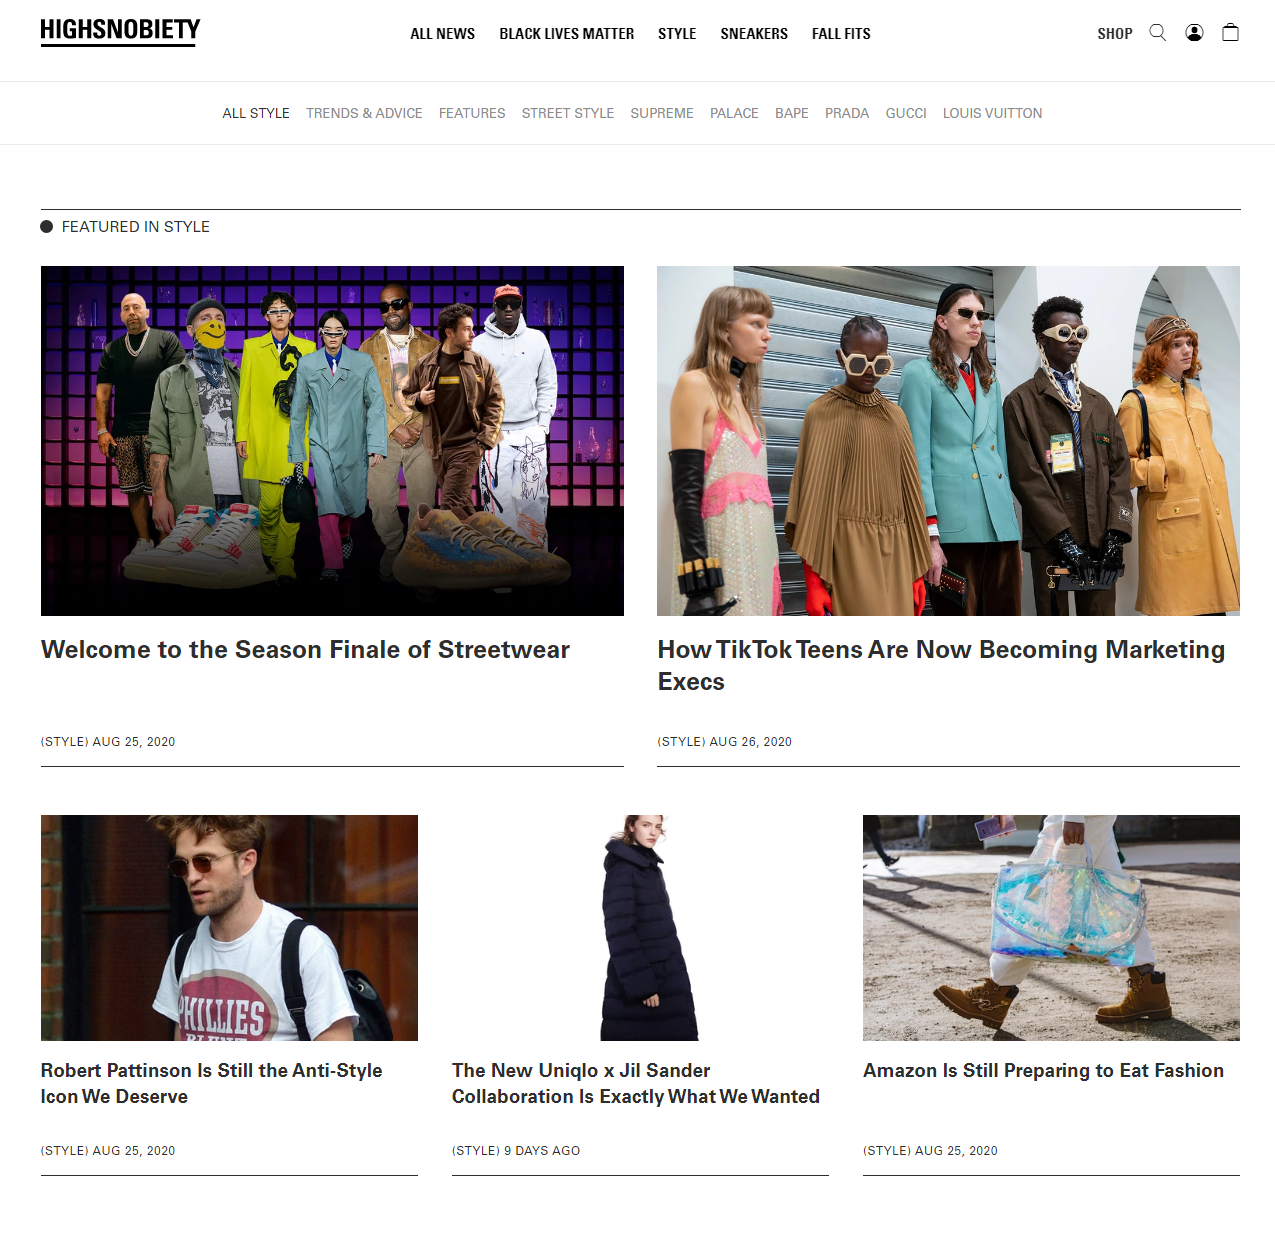 HIGHSNOBIETY
ALL NEWS BLACK LIVES MATTER STYLE SNEAKERS FALL FITS
SHOP
ALL STYLE TRENDS & ADVICE FEATURES STREET STYLE SUPREME PALACE BAPE PRADA GUCCI LOUIS VUITTON
FEATURED IN STYLE
Welcome to the Season Finale of Streetwear
(STYLE) AUG 25, 2020
How TikTok Teens Are Now Becoming Marketing
Execs
(STYLE) AUG 26, 2020
PHILLIES
BLUNT
Robert Pattinson Is Still the Anti-Style
Icon We Deserve
(STYLE) AUG 25, 2020
The New Uniqlo x Jil Sander
Collaboration Is Exactly What We Wanted
(STYLE) 9 DAYS AGO
Amazon Is Still Preparing to Eat Fashion
(STYLE) AUG 25, 2020